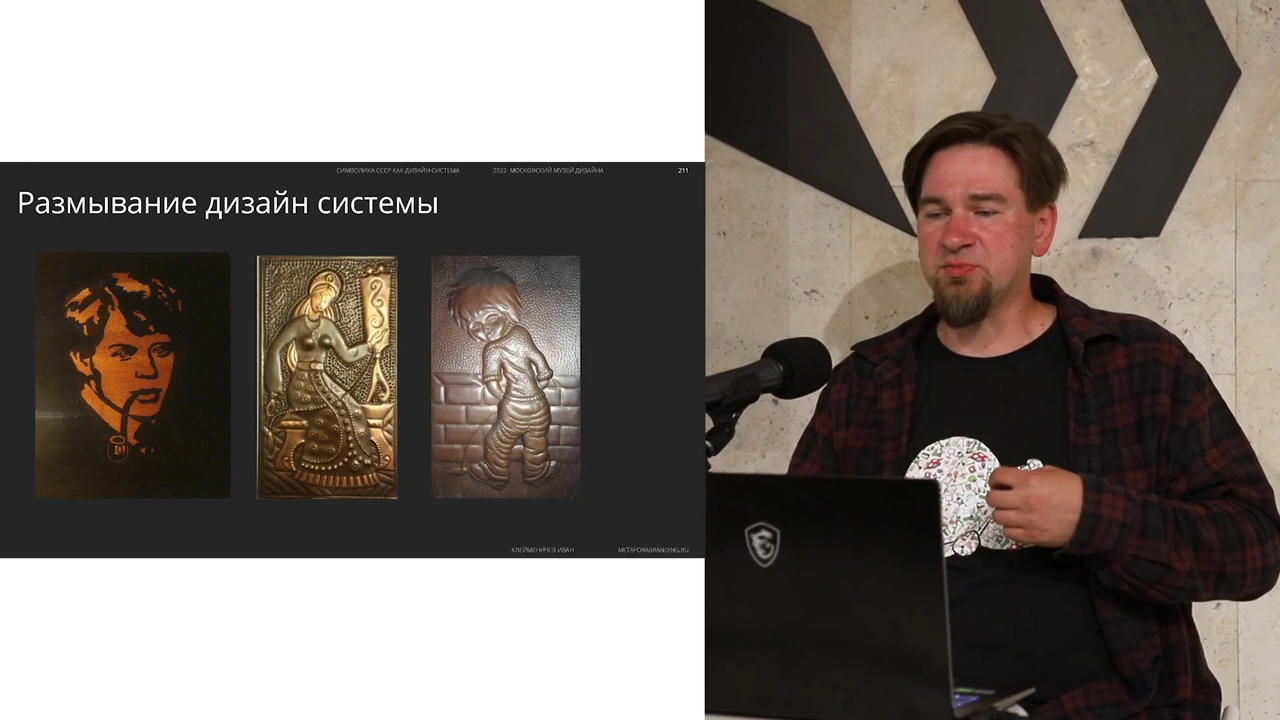 СИМВОЛИКА СССР КАК ДИЗАЙН-СИСТЕМА 2022 МОСКОВСКИЙ МУЗЕЙ ДИЗАЙНА 211
Размывание дизайн системы
КЛЕЙМЕНИЧЕВ ИВАН METAFORABRANDING.RU